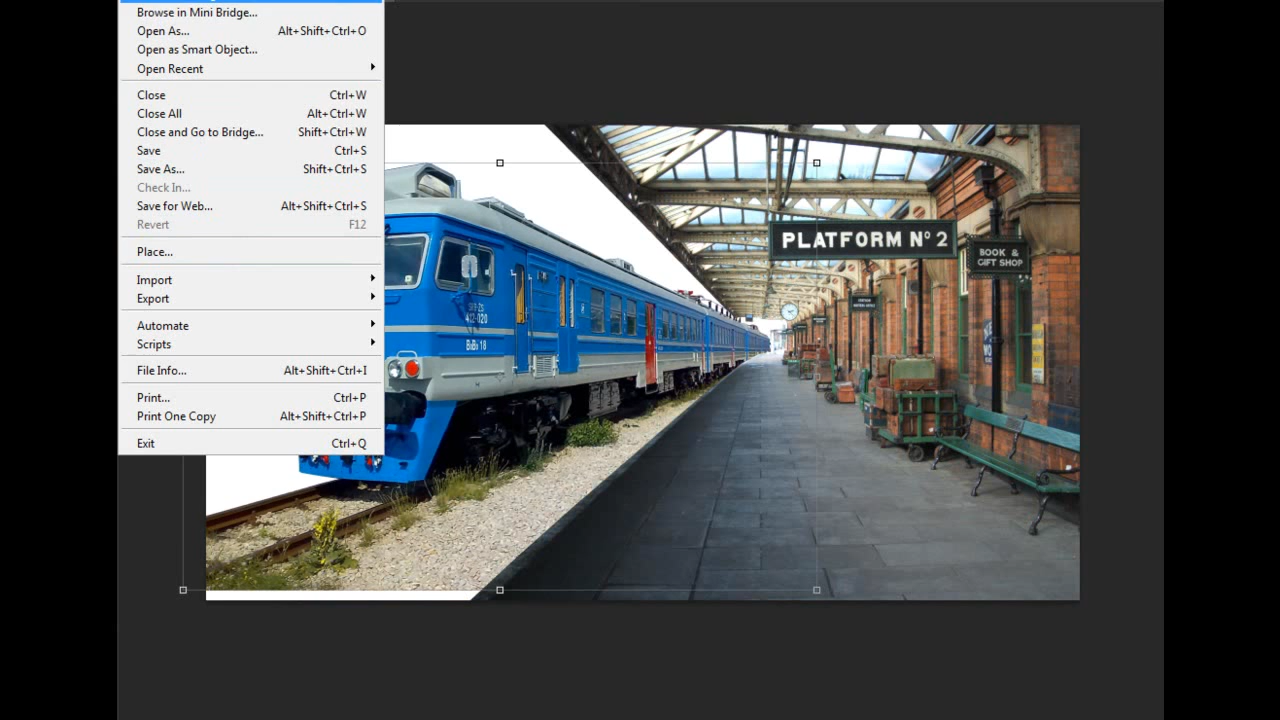 Browse in Mini Bridge...
Open As... Alt+Shift+Ctrl+O
Open as Smart Object...
Open Recent
Close Ctrl+W
Close All Alt+Ctrl+W
Close and Go to Bridge... Shift+Ctrl+W
Save Ctrl+S
Save As... Shift+Ctrl+S
Check In...
Save for Web... Alt+Shift+Ctrl+S
Revert F12
Place...
Import
Export
Automate
Scripts
File Info... Alt+Shift+Ctrl+I
Print... Ctrl+P
Print One Copy Alt+Shift+Ctrl+P
Exit Ctrl+Q
PLATFORM Nº 2
BOOK &
GIFT SHOP
412-020
BoBo 18